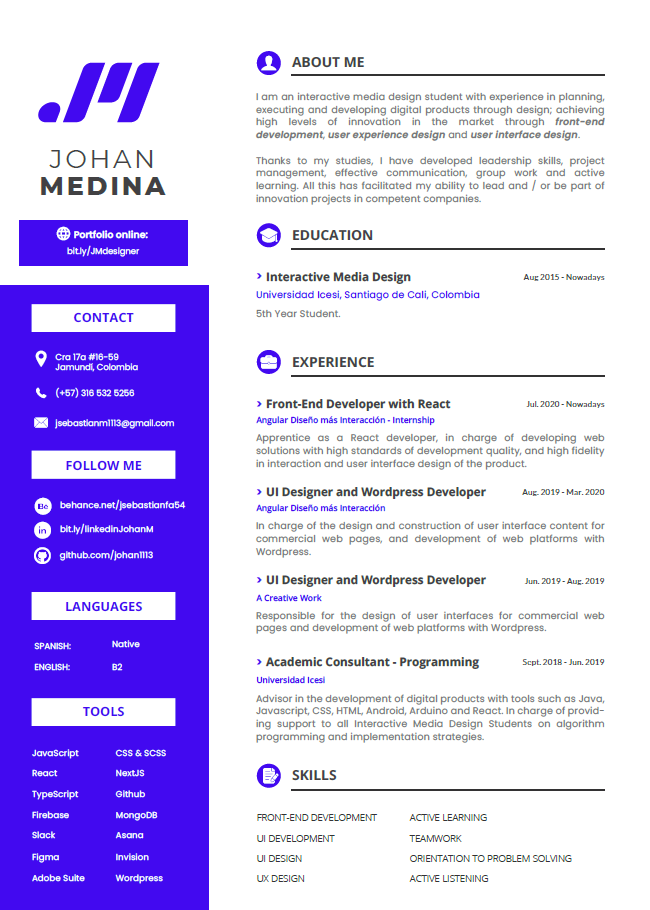 JOHAN
MEDINA
Portfolio online:
bit.ly/JMdesigner
CONTACT
Cra 17a #16-59
Jamundí, Colombia
(+57) 316 532 5256
jsebastianm1113@gmail.com
FOLLOW ME
Bē behance.net/jsebastianfa54
in bit.ly/linkedinJohanM
github.com/johan1113
LANGUAGES
SPANISH: Native
ENGLISH: B2
TOOLS
JavaScript CSS & SCSS
React NextJS
TypeScript Github
Firebase MongoDB
Slack Asana
Figma Invision
Adobe Suite Wordpress
ABOUT ME
I am an interactive media design student with experience in planning,
executing and developing digital products through design; achieving
high levels of innovation in the market through front-end
development, user experience design and user interface design.
Thanks to my studies, I have developed leadership skills, project
management, effective communication, group work and active
learning. All this has facilitated my ability to lead and / or be part of
innovation projects in competent companies.
EDUCATION
› Interactive Media Design Aug 2015 - Nowadays
Universidad Icesi, Santiago de Cali, Colombia
5th Year Student.
EXPERIENCE
› Front-End Developer with React Jul. 2020 - Nowadays
Angular Diseño más Interacción - Internship
Apprentice as a React developer, in charge of developing web
solutions with high standards of development quality, and high fidelity
in interaction and user interface design of the product.
› UI Designer and Wordpress Developer Aug. 2019 - Mar. 2020
Angular Diseño más Interacción
In charge of the design and construction of user interface content for
commercial web pages, and development of web platforms with
Wordpress.
› UI Designer and Wordpress Developer Jun. 2019 - Aug. 2019
A Creative Work
Responsible for the design of user interfaces for commercial web
pages and development of web platforms with Wordpress.
› Academic Consultant - Programming Sept. 2018 - Jun. 2019
Universidad Icesi
Advisor in the development of digital products with tools such as Java,
Javascript, CSS, HTML, Android, Arduino and React. In charge of provid-
ing support to all Interactive Media Design Students on algorithm
programming and implementation strategies.
SKILLS
FRONT-END DEVELOPMENT ACTIVE LEARNING
UI DEVELOPMENT TEAMWORK
UI DESIGN ORIENTATION TO PROBLEM SOLVING
UX DESIGN ACTIVE LISTENING